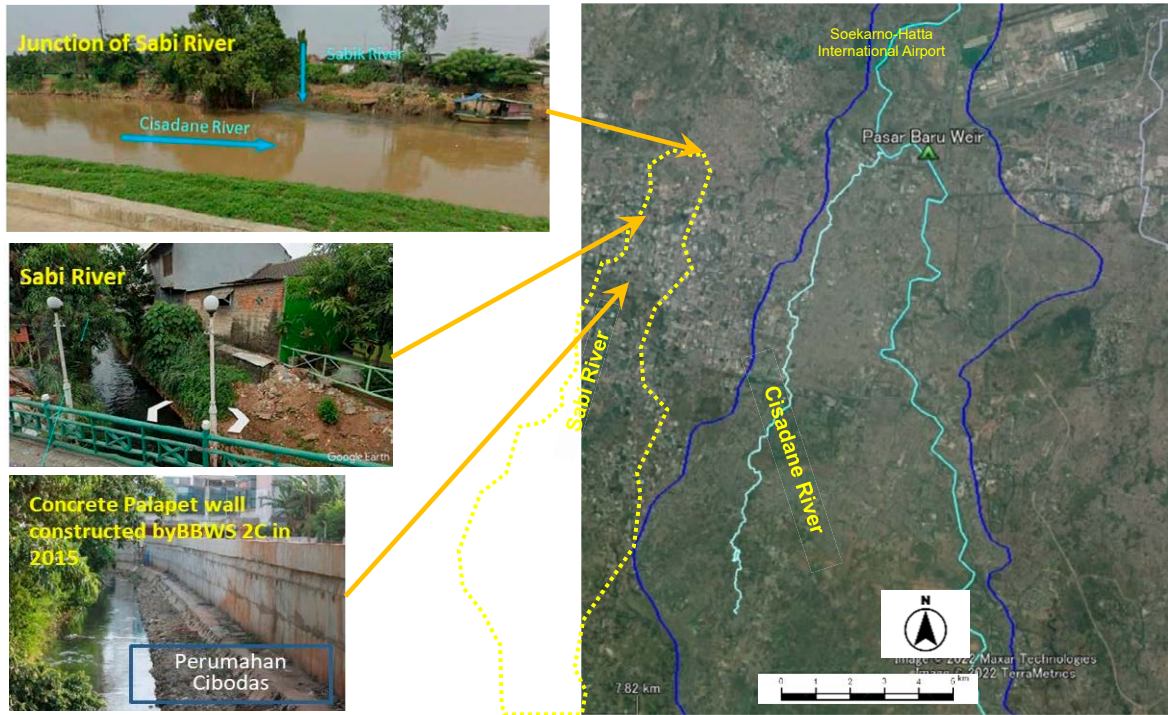 Junction of Sabi River
Sabik River
Cisadane River
Sabi River
Google Earth
Concrete Palapet wall
constructed byBBWS 2C in
2015
Perumahan
Cibodas
Soekarno-Hatta
International Airport
Pasar Baru Weir
Sabi River
Cisadane River
N
Image © 2022 Maxar Technologies
Image © 2022 TerraMetrics
7.82 km
0 1 2 3 4 5 km